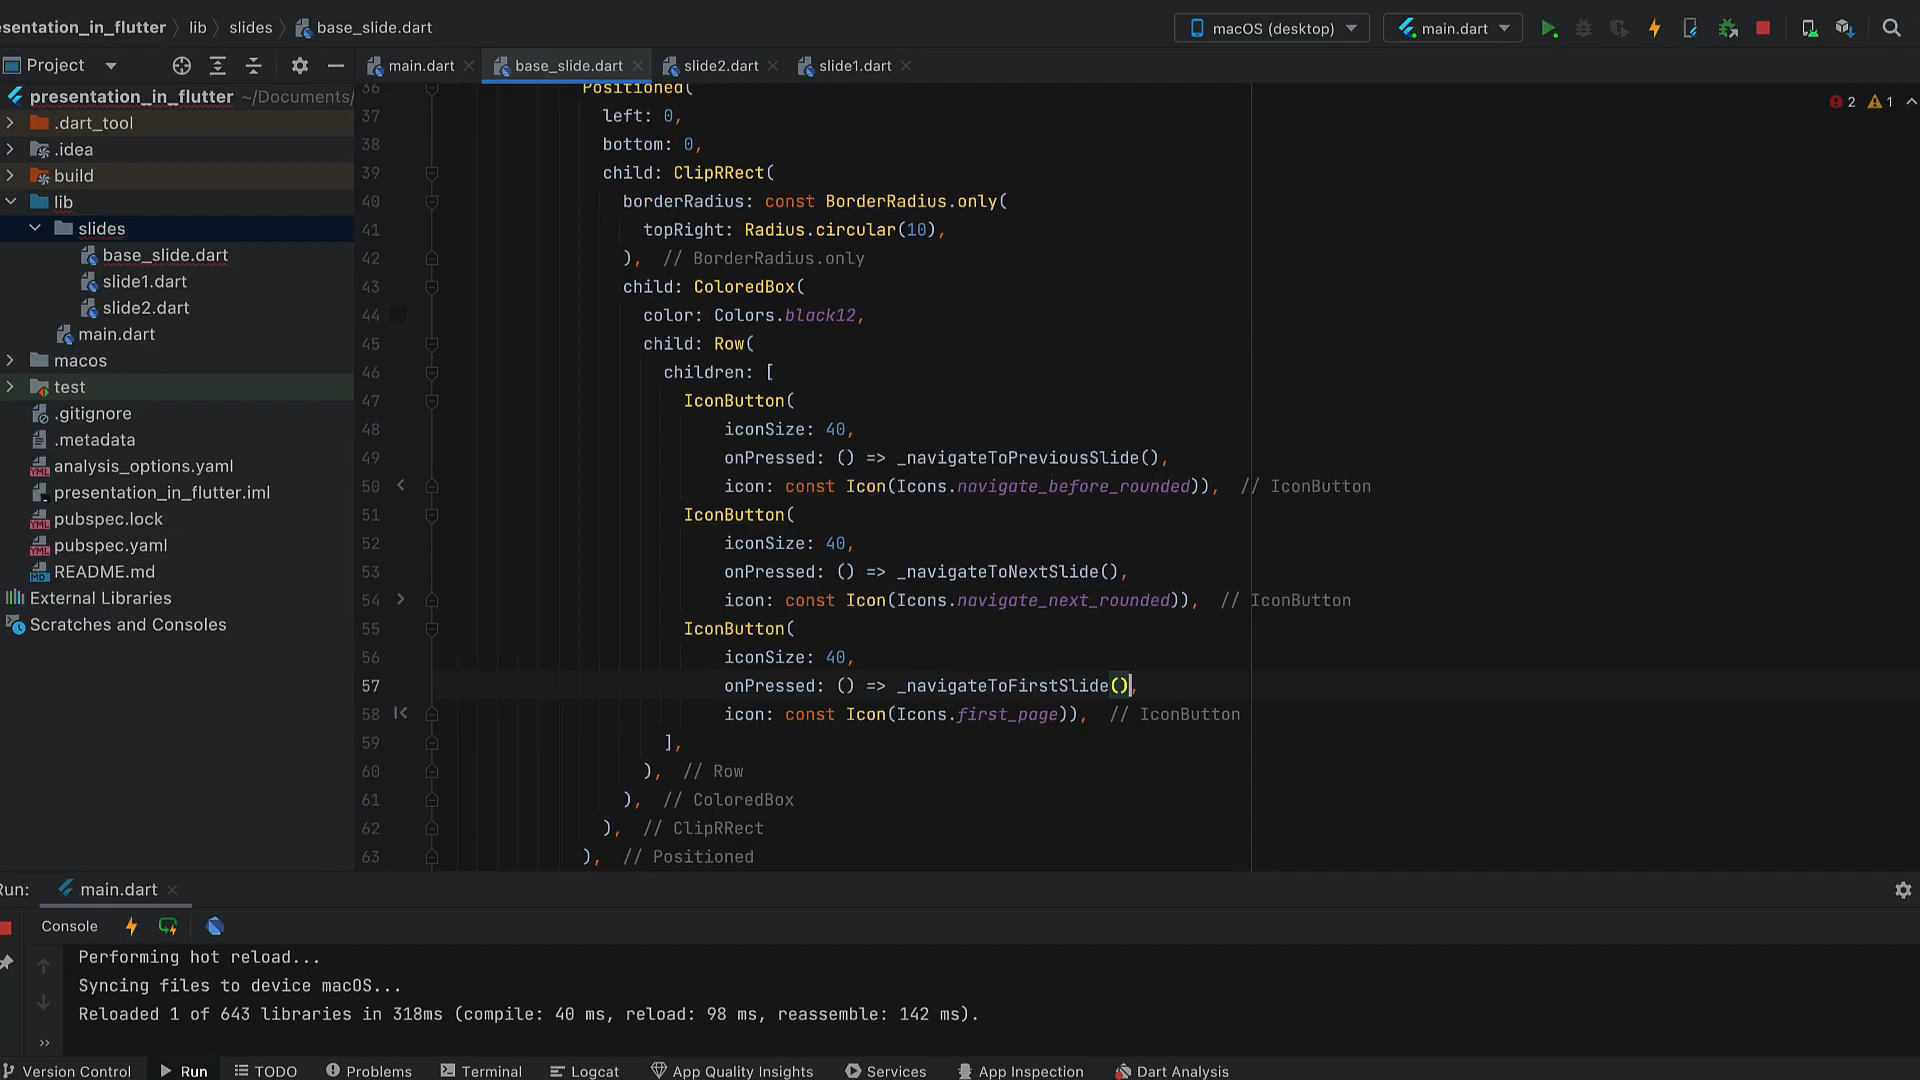 esentation_in_flutter lib slides base_slide.dart
macOS (desktop) main.dart
Project
main.dart base_slide.dart slide2.dart slide1.dart
presentation_in_flutter ~/Documents/
.dart_tool
.idea
build
lib
slides
base_slide.dart
slide1.dart
slide2.dart
main.dart
macos
test
.gitignore
.metadata
analysis_options.yaml
presentation_in_flutter.iml
pubspec.lock
pubspec.yaml
README.md
External Libraries
Scratches and Consoles
2 1
36 Positioned(
37 left: 0,
38 bottom: 0,
39 child: ClipRRect(
40 borderRadius: const BorderRadius.only(
41 topRight: Radius.circular(10),
42 ), // BorderRadius.only
43 child: ColoredBox(
44 color: Colors.black12,
45 child: Row(
46 children: [
47 IconButton(
48 iconSize: 40,
49 onPressed: () => _navigateToPreviousSlide(),
50 icon: const Icon(Icons.navigate_before_rounded)), // IconButton
51 IconButton(
52 iconSize: 40,
53 onPressed: () => _navigateToNextSlide(),
54 icon: const Icon(Icons.navigate_next_rounded)), // IconButton
55 IconButton(
56 iconSize: 40,
57 onPressed: () => _navigateToFirstSlide(),
58 icon: const Icon(Icons.first_page)), // IconButton
59 ],
60 ), // Row
61 ), // ColoredBox
62 ), // ClipRRect
63 ), // Positioned
Run: main.dart
Console
Performing hot reload...
Syncing files to device macOS...
Reloaded 1 of 643 libraries in 318ms (compile: 40 ms, reload: 98 ms, reassemble: 142 ms).
Version Control Run TODO Problems Terminal Logcat App Quality Insights Services App Inspection Dart Analysis